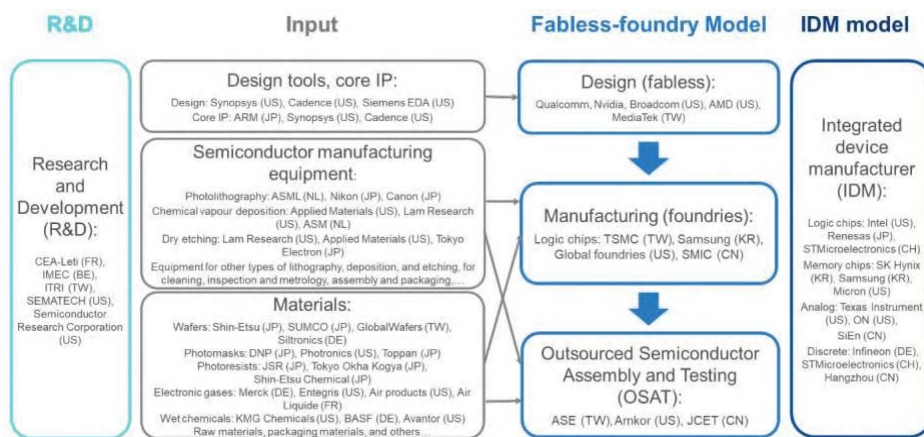 R&D
Input
Fabless-foundry Model
IDM model
Research and
Development
(R&D):
CEA-Leti (FR)
IMEC (BE)
ITRI (TW)
SEMATECH (US),
Semiconductor
Research Corporation
(US)
Design tools, core IP:
Design: Synopsys (US), Cadence (US), Siemens EDA (US)
Core IP: ARM (JP), Synopsys (US), Cadence (US)
Semiconductor manufacturing
equipment:
Photolithography: ASML (NL), Nikon (JP), Canon (JP)
Chemical vapour deposition: Applied Materials (US), Lam Research
(US), ASM (NL)
Dry etching: Lam Research (US), Applied Materials (US), Tokyo
Electron (JP)
Equipment for other types of lithography, deposition, and etching, for
cleaning, inspection and metrology, assembly and packaging,…
Materials:
Wafers: Shin-Etsu (JP), SUMCO (JP), GlobalWafers (TW),
Siltronics (DE)
Photomasks: DNP (JP), Photronics (US), Toppan (JP)
Photoresists: JSR (JP), Tokyo Okha Kogya (JP),
Shin-Etsu Chemical (JP)
Electronic gases: Merck (DE), Entegris (US), Air products (US), Air
Liquide (FR)
Wet chemicals: KMG Chemicals (US), BASF (DE), Avantor (US)
Raw materials, packaging materials, and others…
Design (fabless):
Qualcomm, Nvidia, Broadcom (US), AMD (US),
MediaTek (TW)
Manufacturing (foundries):
Logic chips: TSMC (TW), Samsung (KR),
Global foundries (US), SMIC (CN)
Outsourced Semiconductor
Assembly and Testing
(OSAT):
ASE (TW), Amkor (US), JCET (CN)
Integrated
device
manufacturer
(IDM):
Logic chips: Intel (US),
Renesas (JP),
STMicroelectronics (CH)
Memory chips: SK Hynix
(KR), Samsung (KR),
Micron (US)
Analog: Texas Instrument
(US), ON (US),
SiEn (CN)
Discrete: Infineon (DE),
STMicroelectronics (CH),
Hangzhou (CN)